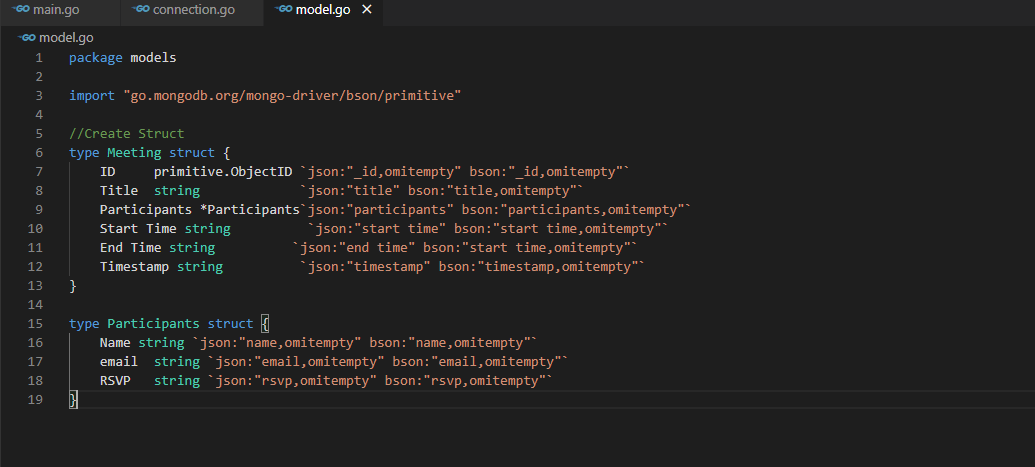 GO main.go GO connection.go GO model.go ×
GO model.go
1 package models
2
3 import "go.mongodb.org/mongo-driver/bson/primitive"
4
5 //Create Struct
6 type Meeting struct {
7 ID primitive.ObjectID `json:"_id,omitempty" bson:"_id,omitempty"`
8 Title string `json:"title" bson:"title,omitempty"`
9 Participants *Participants`json:"participants" bson:"participants,omitempty"`
10 Start Time string `json:"start time" bson:"start time,omitempty"`
11 End Time string `json:"end time" bson:"start time,omitempty"`
12 Timestamp string `json:"timestamp" bson:"timestamp,omitempty"`
13 }
14
15 type Participants struct {
16 Name string `json:"name,omitempty" bson:"name,omitempty"`
17 email string `json:"email,omitempty" bson:"email,omitempty"`
18 RSVP string `json:"rsvp,omitempty" bson:"rsvp,omitempty"`
19 }